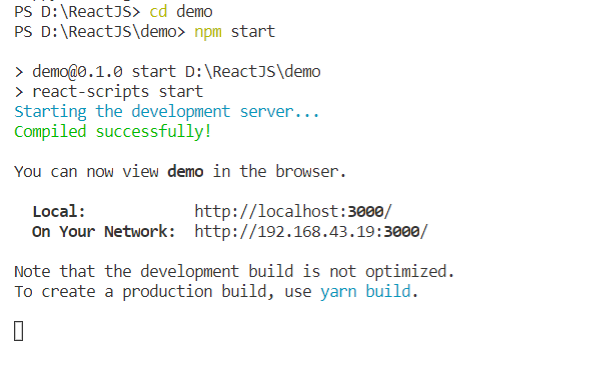 PS D:\ReactJS> cd demo
PS D:\ReactJS\demo> npm start
> demo@0.1.0 start D:\ReactJS\demo
> react-scripts start
Starting the development server...
Compiled successfully!
You can now view demo in the browser.
Local: http://localhost:3000/
On Your Network: http://192.168.43.19:3000/
Note that the development build is not optimized.
To create a production build, use yarn build.